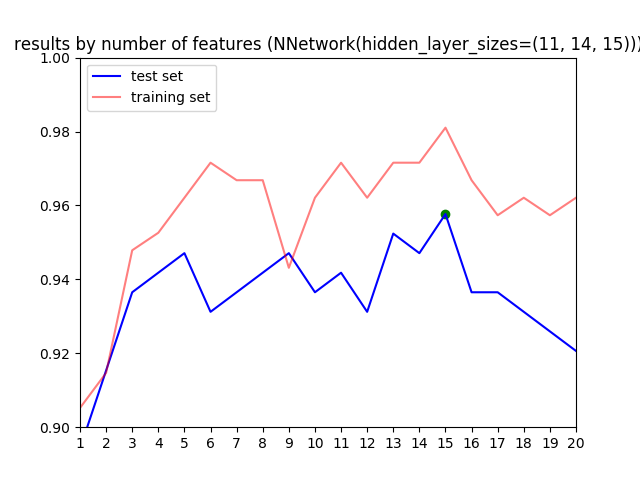 results by number of features (NNetwork(hidden_layer_sizes=(11, 14, 15)))
test set
training set
1.00
0.98
0.96
0.94
0.92
0.90
1 2 3 4 5 6 7 8 9 10 11 12 13 14 15 16 17 18 19 20